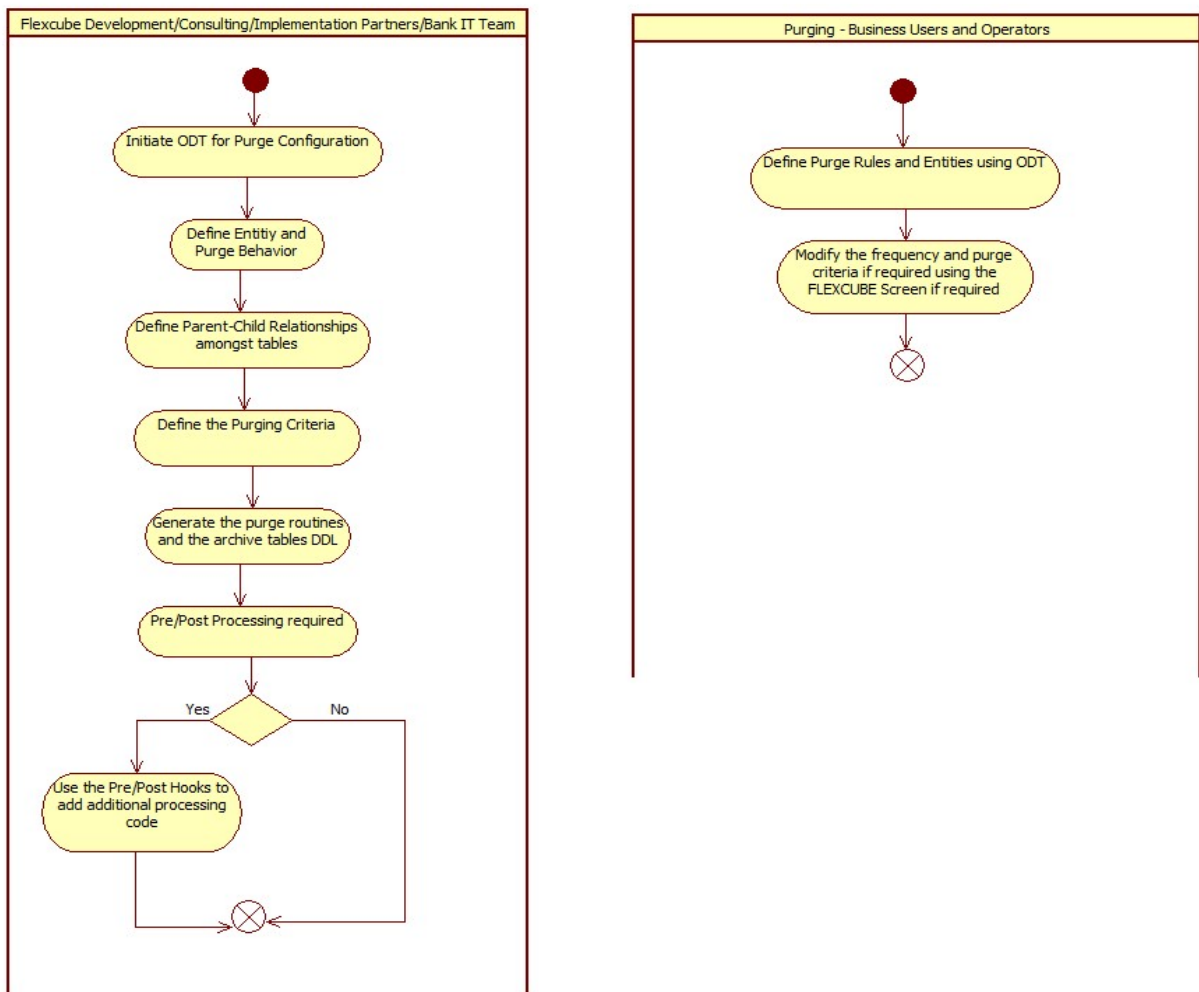 Flexcube Development/Consulting/Implementation Partners/Bank IT Team
Initiate ODT for Purge Configuration
Define Entitiy and
Purge Behavior
Define Parent-Child Relationships
amongst tables
Define the Purging Criteria
Generate the purge routines
and the archive tables DDL
Pre/Post Processing required
Yes
No
Use the Pre/Post Hooks to
add additional processing
code
Purging - Business Users and Operators
Define Purge Rules and Entities using ODT
Modify the frequency and purge
criteria if required using the
FLEXCUBE Screen if required